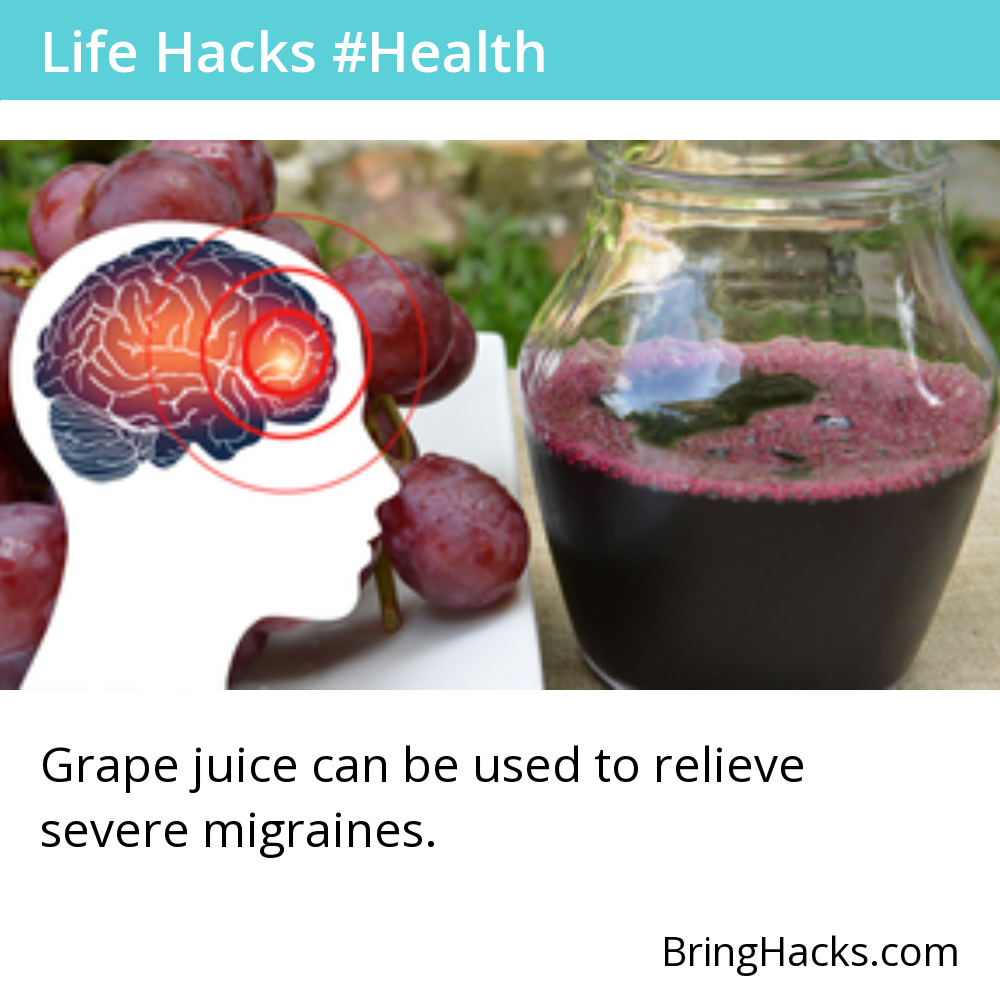 Life Hacks #Health
Grape juice can be used to relieve
severe migraines.
BringHacks.com